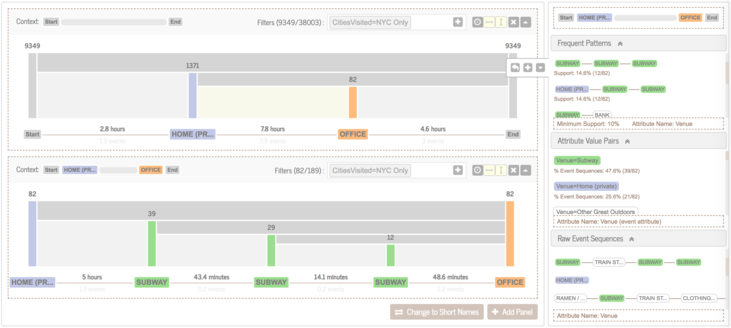 Context: Start End Filters (9349/38003): CitiesVisited=NYC Only
9349 9349
1371
82
2.8 hours 7.8 hours 4.6 hours
Start HOME (PR... OFFICE End
Context: Start HOME (PR... OFFICE End Filters (82/189): CitiesVisited=NYC Only
82 82
39
29
12
5 hours 43.4 minutes 14.1 minutes 48.6 minutes
HOME (PR... SUBWAY SUBWAY SUBWAY OFFICE
Change to Short Names Add Panel
Start HOME (PR... OFFICE End
Frequent Patterns
SUBWAY SUBWAY SUBWAY
Support: 14.6% (12/82)
HOME (PR... SUBWAY SUBWAY
Support: 14.6% (12/82)
SUBWAY BANK
Minimum Support: 10% Attribute Name: Venue
Attribute Value Pairs
Venue=Subway
% Event Sequences: 47.6% (39/82)
Venue=Home (private)
% Event Sequences: 25.6% (21/82)
Venue=Other Great Outdoors
Attribute Name: Venue (event attribute)
Raw Event Sequences
SUBWAY TRAIN ST... SUBWAY SUBWAY
HOME (PR...
RAMEN / ... SUBWAY TRAIN ST... CLOTHING...
Attribute Name: Venue